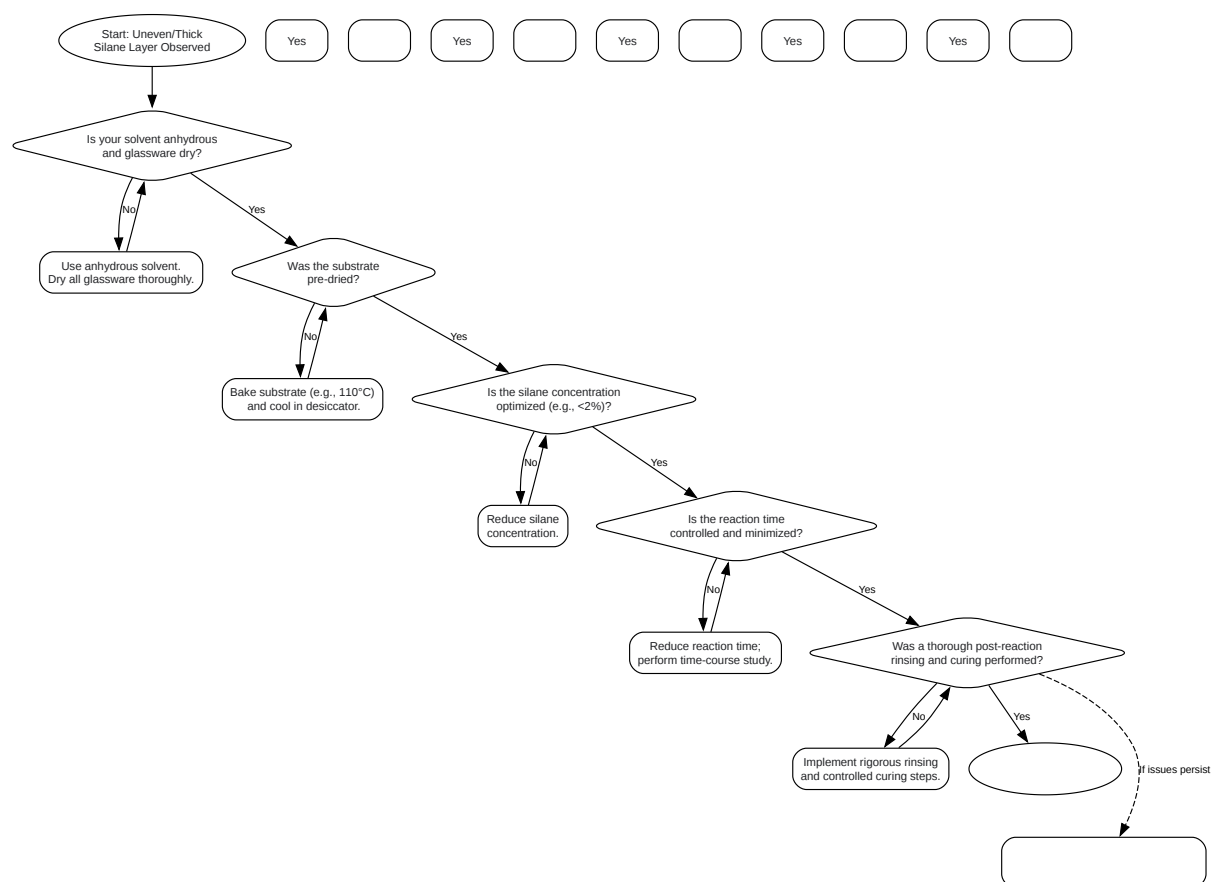 Start: Uneven/Thick
Silane Layer Observed
Yes
Yes
Yes
Yes
Yes
Is your solvent anhydrous
and glassware dry?
No
Yes
Use anhydrous solvent.
Dry all glassware thoroughly.
Was the substrate
pre-dried?
No
Yes
Bake substrate (e.g., 110°C)
and cool in desiccator.
Is the silane concentration
optimized (e.g., <2%)?
No
Yes
Reduce silane
concentration.
Is the reaction time
controlled and minimized?
No
Yes
Reduce reaction time;
perform time-course study.
Was a thorough post-reaction
rinsing and curing performed?
No
Yes
Implement rigorous rinsing
and controlled curing steps.
If issues persist